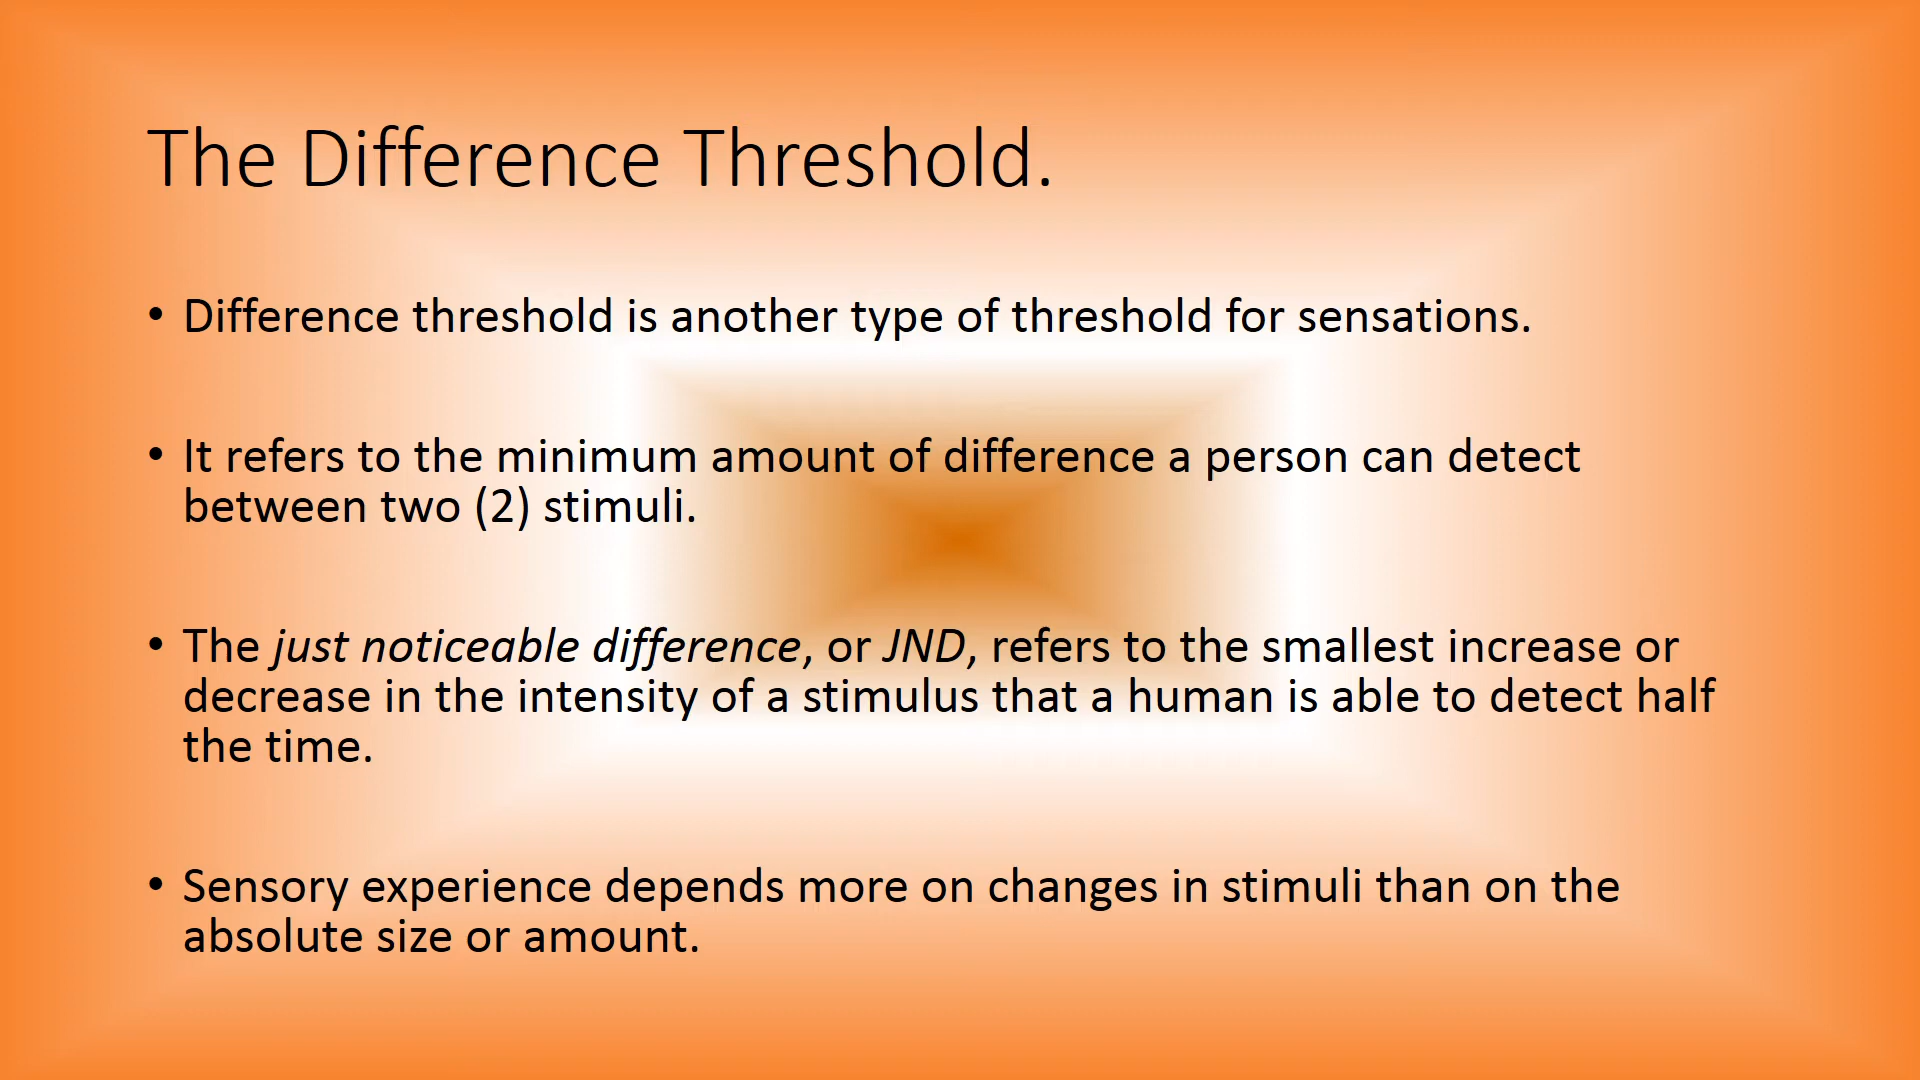 The Difference Threshold.
• Difference threshold is another type of threshold for sensations.
• It refers to the minimum amount of difference a person can detect
between two (2) stimuli.
• The just noticeable difference, or JND, refers to the smallest increase or
decrease in the intensity of a stimulus that a human is able to detect half
the time.
• Sensory experience depends more on changes in stimuli than on the
absolute size or amount.